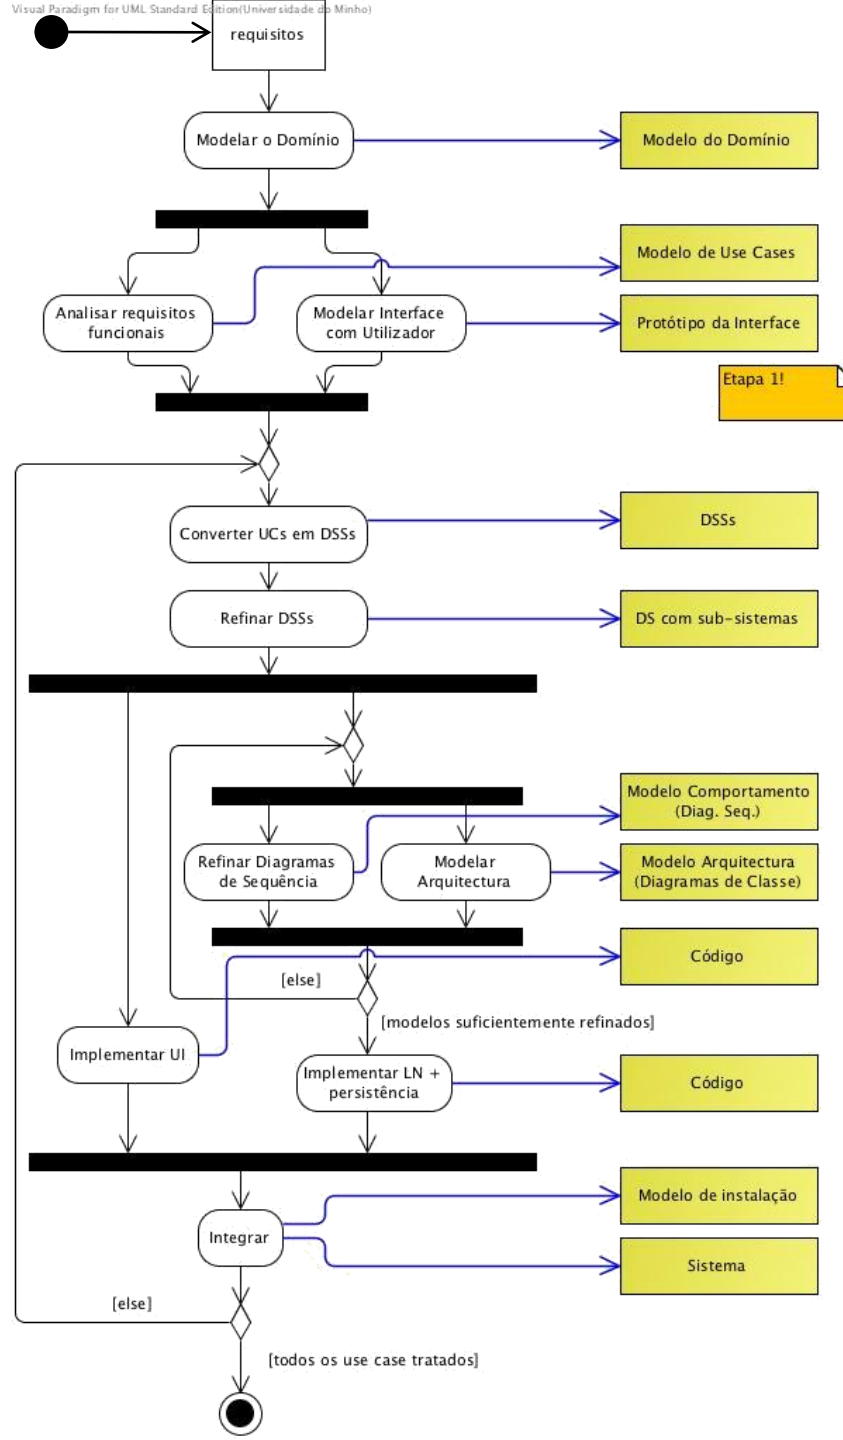 Visual Paradigm for UML Standard Edition(Universidade do Minho)
requisitos
Modelar o Domínio
Modelo do Domínio
Modelo de Use Cases
Analisar requisitos
funcionais
Modelar Interface
com Utilizador
Protótipo da Interface
Etapa 1!
Converter UCs em DSSs
DSSs
Refinar DSSs
DS com sub-sistemas
Modelo Comportamento
(Diag. Seq.)
Refinar Diagramas
de Sequência
Modelar
Arquitectura
Modelo Arquitectura
(Diagramas de Classe)
Código
[else]
[modelos suficientemente refinados]
Implementar UI
Implementar LN +
persistência
Código
Modelo de instalação
Integrar
Sistema
[else]
[todos os use case tratados]